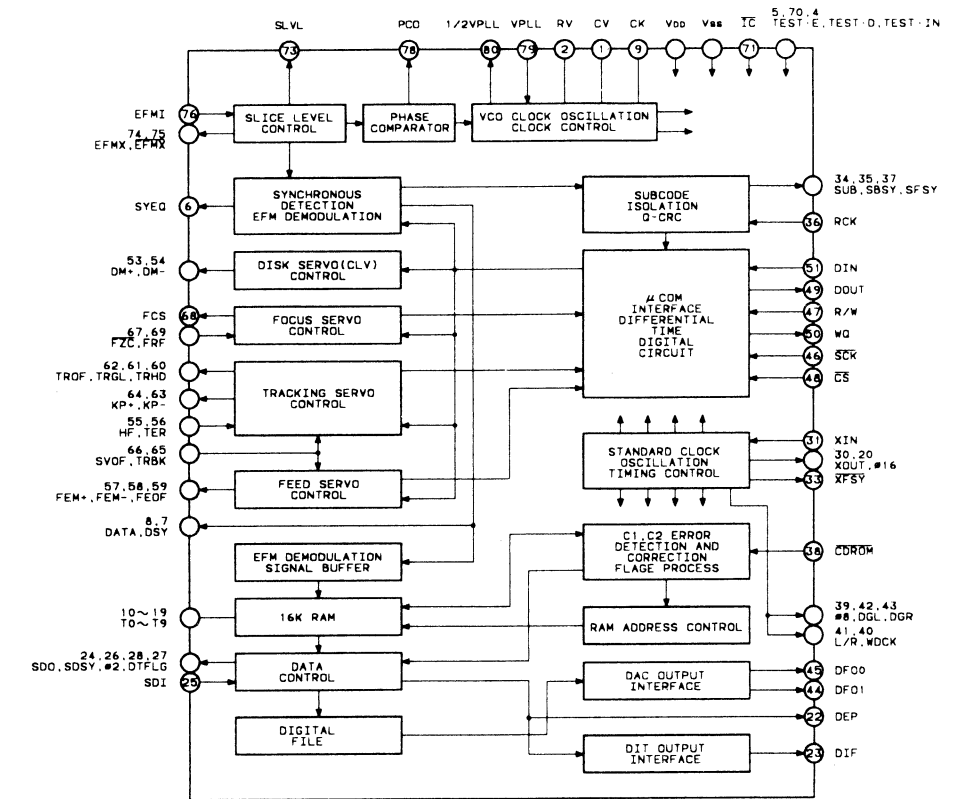 SLVL PCO 1/2VPLL VPLL RV CV CK VDD VSS IC 5,70,4
TEST·E,TEST·O,TEST·IN
73 78 80 79 2 1 9 71
EFMI 76
74,75
EFMX,EFMX
SLICE LEVEL
CONTROL
PHASE
COMPARATOR
VCO CLOCK OSCILLATION
CLOCK CONTROL
SYEQ 6
SYNCHRONOUS
DETECTION
EFM DEMODULATION
SUBCODE
ISOLATION
Q-CRC
34,35,37
SUB,SBSY,SFSY
36 RCK
53,54
DM+,DM-
DISK SERVO(CLV)
CONTROL
FCS 68
67,69
FZC,FRF
FOCUS SERVO
CONTROL
μCOM
INTERFACE
DIFFERENTIAL
TIME
DIGITAL
CIRCUIT
51 DIN
49 DOUT
47 R/W
50 WQ
46 SCK
48 CS
62,61,60
TROF,TRGL,TRHD
64,63
KP+,KP-
55,56
HF,TER
66,65
SVOF,TRBK
TRACKING SERVO
CONTROL
57,58,59
FEM+,FEM-,FEOF
FEED SERVO
CONTROL
STANDARD CLOCK
OSCILLATION
TIMING CONTROL
31 XIN
30,20
XOUT,ø16
33 XFSY
8,7
DATA,DSY
EFM DEMODULATION
SIGNAL BUFFER
C1,C2 ERROR
DETECTION AND
CORRECTION
FLAGE PROCESS
38 CDROM
10~19
T0~T9
16K RAM
RAM ADDRESS CONTROL
39,42,43
ø8,DGL,DGR
41,40
L/R,WDCK
24,26,28,27
SDO,SDSY,ø2,DTFLG
SDI 25
DATA
CONTROL
DAC OUTPUT
INTERFACE
45 DFO0
44 DFO1
22 DEP
DIGITAL
FILE
DIT OUTPUT
INTERFACE
23 DIF